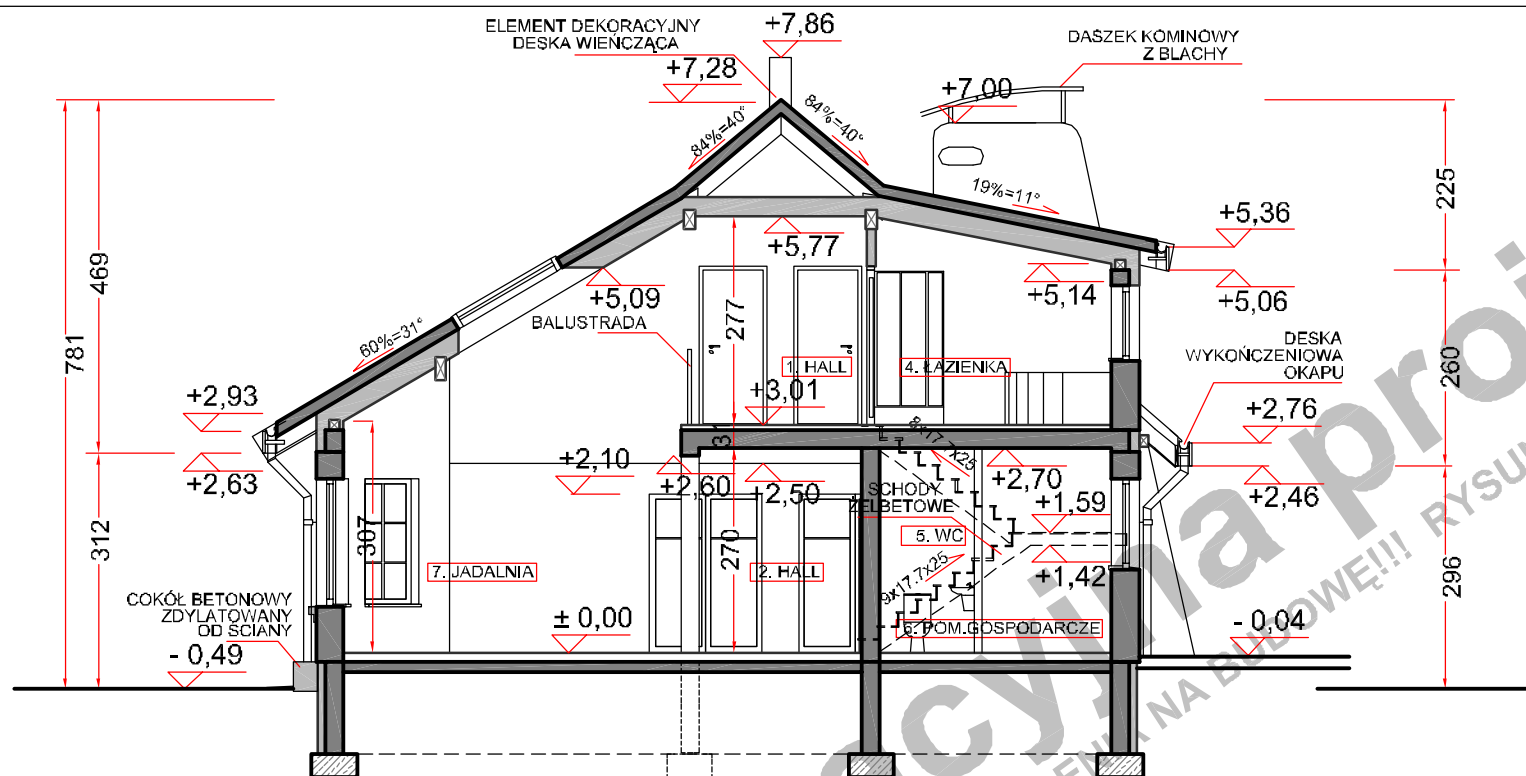 ELEMENT DEKORACYJNY
DESKA WIEŃCZĄCA
+7,86
DASZEK KOMINOWY
Z BLACHY
+7,28
+7,00
84%=40°
84%=40°
19%=11°
+5,36
225
+5,77
469
+5,09
+5,14
+5,06
BALUSTRADA
277
60%=31°
781
DESKA
WYKOŃCZENIOWA
OKAPU
1. HALL
4. ŁAZIENKA
260
+2,93
+3,01
+2,76
8x17.7x25
+2,10
+2,63
+2,60
+2,50
+2,70
+2,46
SCHODY
ŻELBETOWE
+1,59
312
307
270
5. WC
7. JADALNIA
2. HALL
+1,42
296
9x17.7x25
COKÓŁ BETONOWY
ZDYLATOWANY
OD ŚCIANY
± 0,00
6. POM.GOSPODARCZE
- 0,04
- 0,49
NA BUDOWĘ!!!